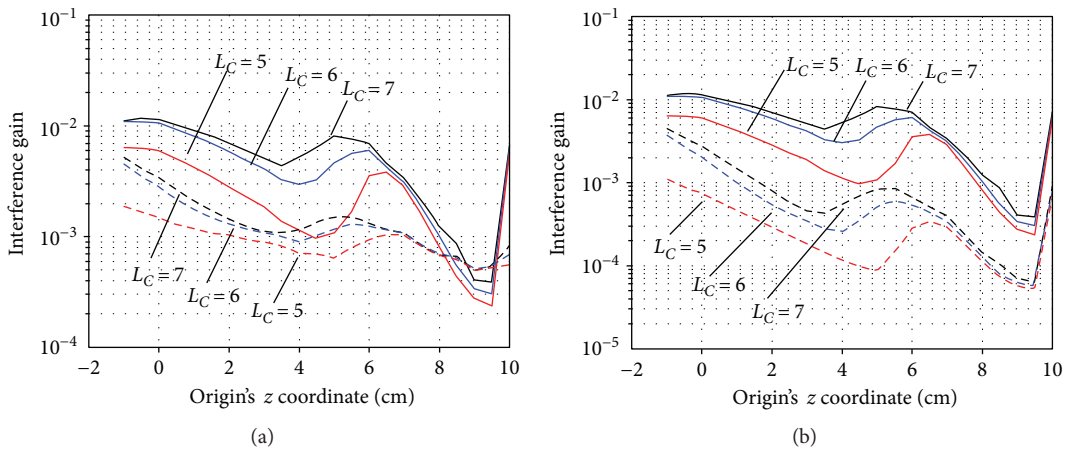 10⁻¹
10⁻²
10⁻³
10⁻⁴
Interference gain
L_C = 5
L_C = 6
L_C = 7
L_C = 7
L_C = 6
L_C = 5
−2 0 2 4 6 8 10
Origin's z coordinate (cm)
(a)
10⁻¹
10⁻²
10⁻³
10⁻⁴
10⁻⁵
Interference gain
L_C = 5
L_C = 6
L_C = 7
L_C = 5
L_C = 6
L_C = 7
−2 0 2 4 6 8 10
Origin's z coordinate (cm)
(b)